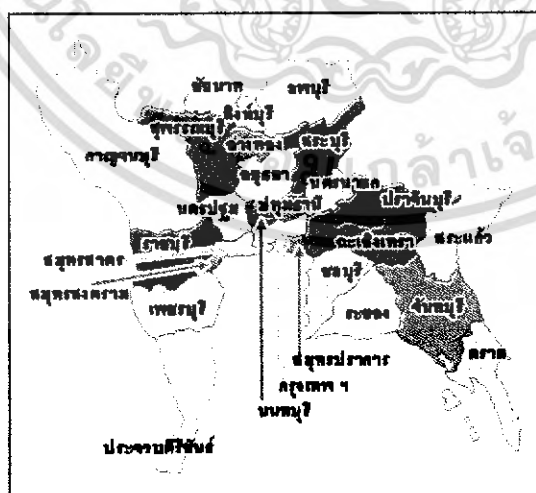 ชัยนาท
ลพบุรี
สิงห์บุรี
สุพรรณบุรี
อ่างทอง
สระบุรี
กาญจนบุรี
อยุธยา
นครนายก
ปราจีนบุรี
นครปฐม
ปทุมธานี
ราชบุรี
ฉะเชิงเทรา
สระแก้ว
สมุทรสาคร
ชลบุรี
สมุทรสงคราม
เพชรบุรี
ระยอง
จันทบุรี
ตราด
สมุทรปราการ
กรุงเทพ ฯ
นนทบุรี
ประจวบคีรีขันธ์